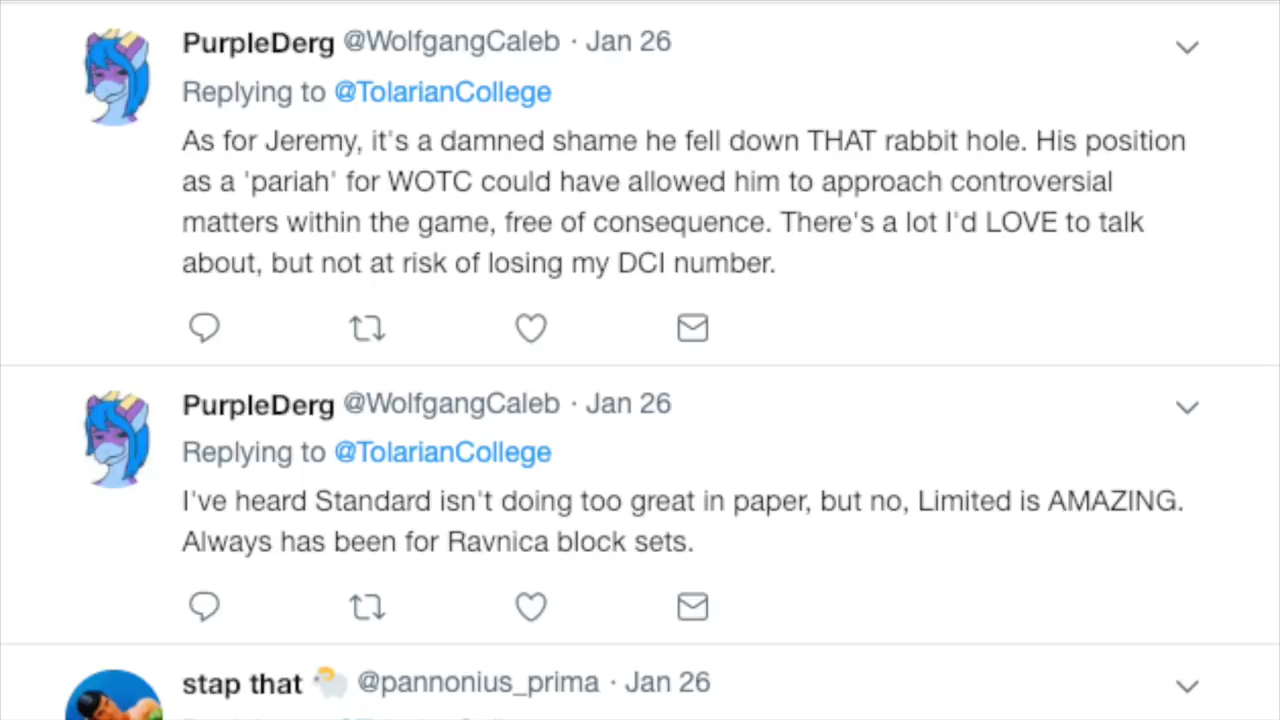 PurpleDerg @WolfgangCaleb · Jan 26
Replying to @TolarianCollege
As for Jeremy, it's a damned shame he fell down THAT rabbit hole. His position
as a 'pariah' for WOTC could have allowed him to approach controversial
matters within the game, free of consequence. There's a lot I'd LOVE to talk
about, but not at risk of losing my DCI number.
PurpleDerg @WolfgangCaleb · Jan 26
Replying to @TolarianCollege
I've heard Standard isn't doing too great in paper, but no, Limited is AMAZING.
Always has been for Ravnica block sets.
stap that 🐏 @pannonius_prima · Jan 26